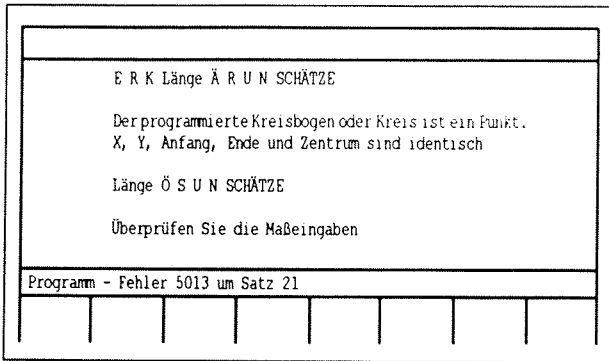 E R K Länge Ä R U N SCHÄTZE
Der programmierte Kreisbogen oder Kreis ist ein Punkt.
X, Y, Anfang, Ende und Zentrum sind identisch
Länge Ö S U N SCHÄTZE
Überprüfen Sie die Maßeingaben
Programm - Fehler 5013 um Satz 21